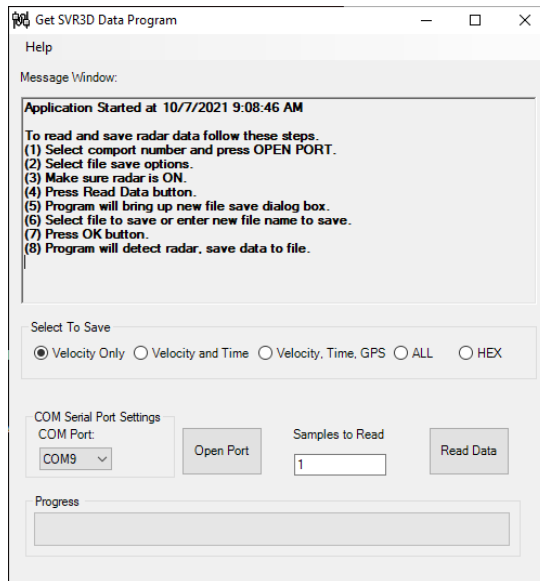 Get SVR3D Data Program
Help
Message Window:
Application Started at 10/7/2021 9:08:46 AM
To read and save radar data follow these steps.
(1) Select comport number and press OPEN PORT.
(2) Select file save options.
(3) Make sure radar is ON.
(4) Press Read Data button.
(5) Program will bring up new file save dialog box.
(6) Select file to save or enter new file name to save.
(7) Press OK button.
(8) Program will detect radar, save data to file.
Select To Save
Velocity Only Velocity and Time Velocity, Time, GPS ALL HEX
COM Serial Port Settings
COM Port:
COM9
Open Port
Samples to Read
1
Read Data
Progress